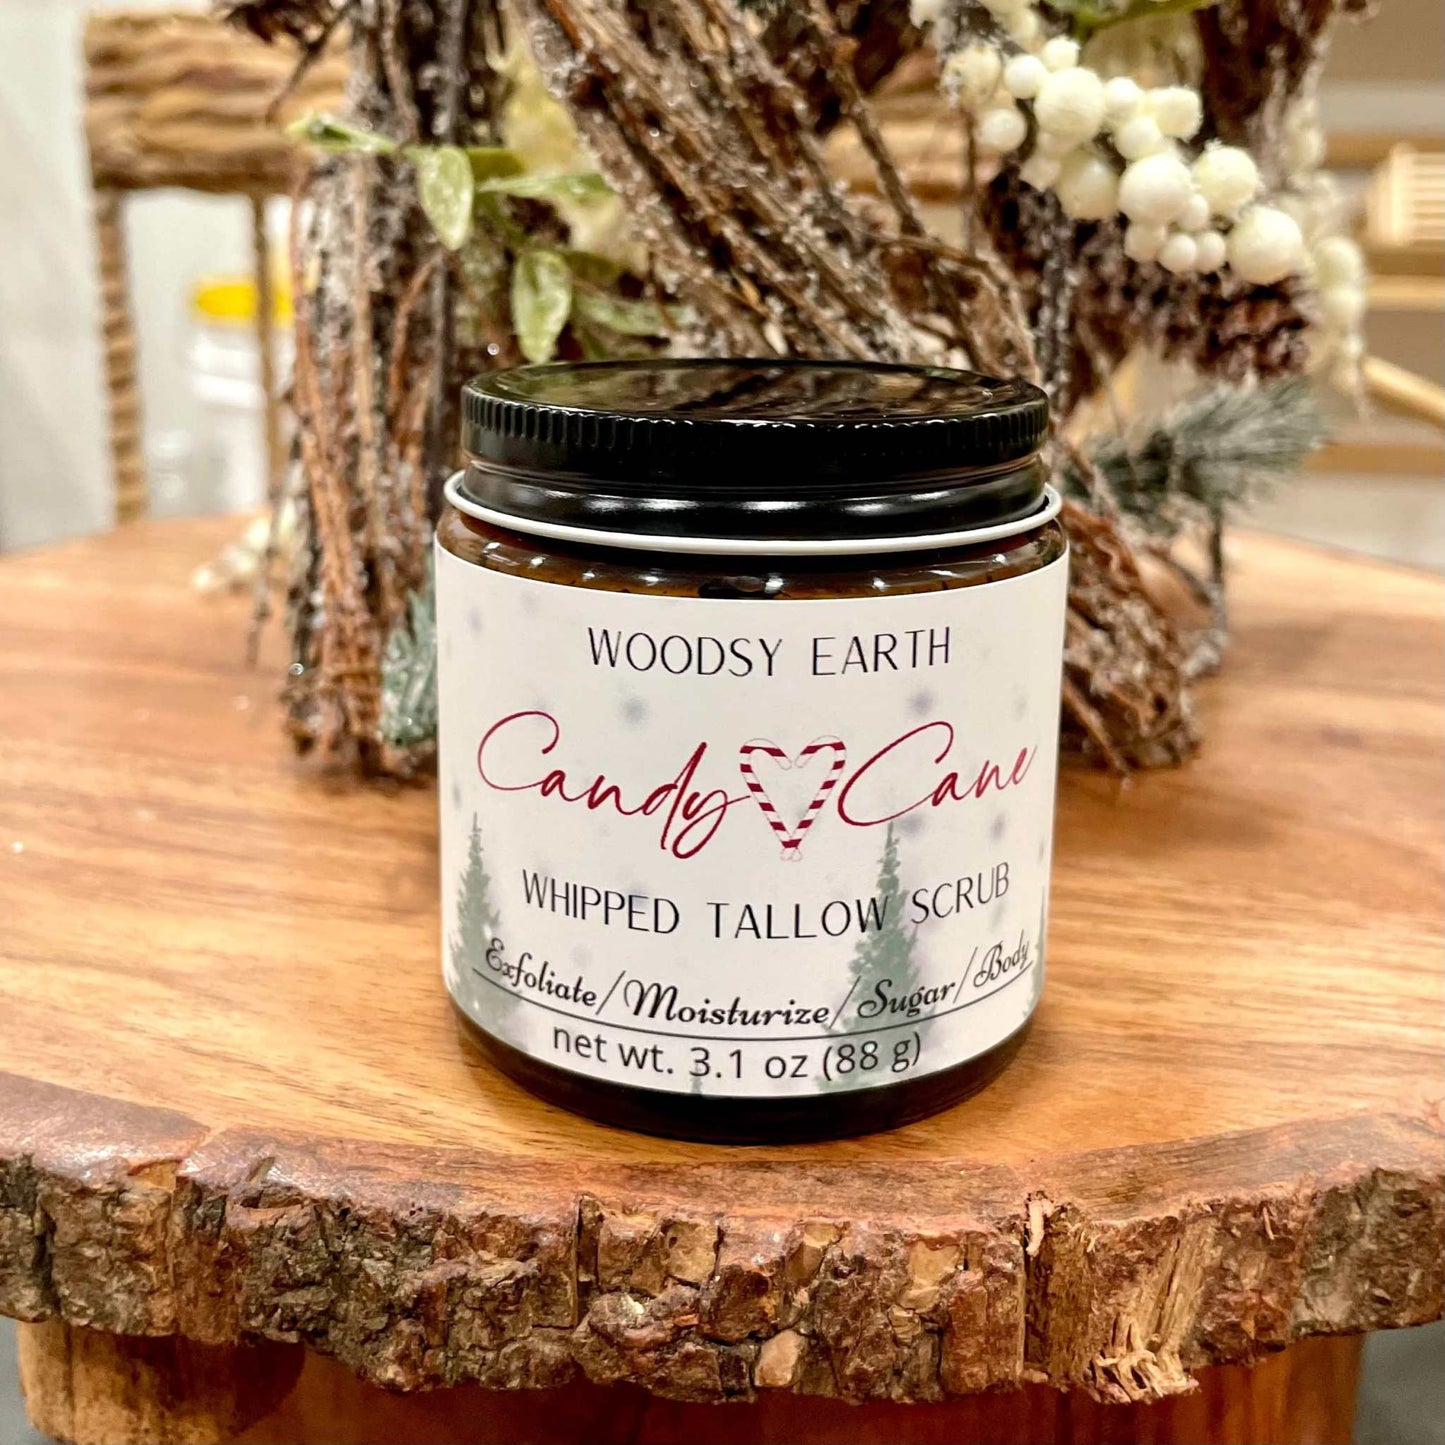 WOODSY EARTH
Candy Cane
WHIPPED TALLOW SCRUB
Exfoliate/Moisturize/Sugar/Body
net wt. 3.1 oz (88 g)